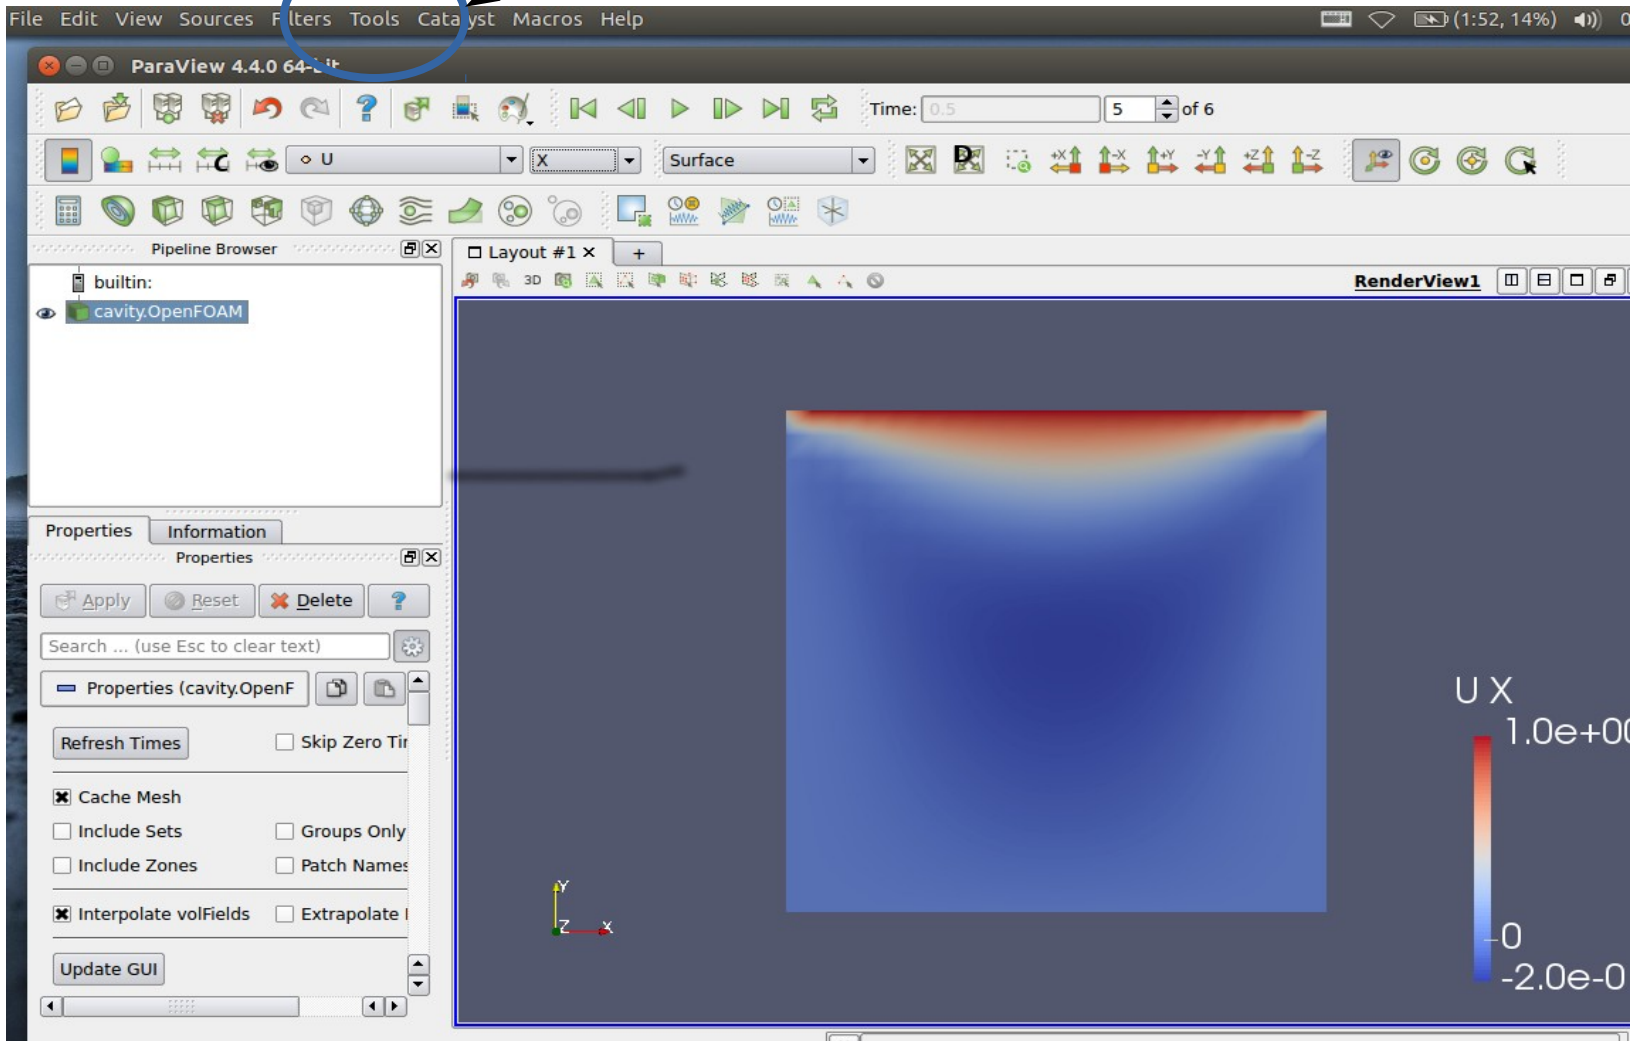 File Edit View Sources Filters Tools Catalyst Macros Help (1:52, 14%)
ParaView 4.4.0 64-bit
Time: 0.5 5 of 6
U X Surface +X -X +Y -Y +Z -Z
Pipeline Browser
Layout #1 +
builtin:
3D RenderView1
cavity.OpenFOAM
Properties Information
Properties
Apply Reset Delete ?
Search ... (use Esc to clear text)
Properties (cavity.OpenF
Refresh Times Skip Zero Tir
Cache Mesh
Include Sets Groups Only
Include Zones Patch Names
Interpolate volFields Extrapolate
Update GUI
Y
Z X
U X
1.0e+00
0
-2.0e-0